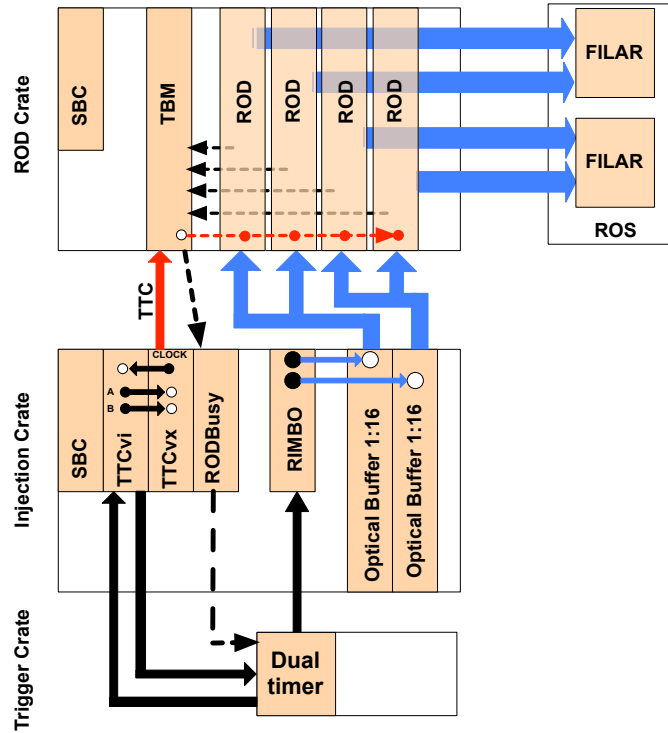 ROD Crate
SBC
TBM
ROD
ROD
ROD
ROD
FILAR
FILAR
ROS
TTC
Injection Crate
SBC
TTCvi
TTCvx
CLOCK
A
B
RODBusy
RIMBO
Optical Buffer 1:16
Optical Buffer 1:16
Trigger Crate
Dual
timer